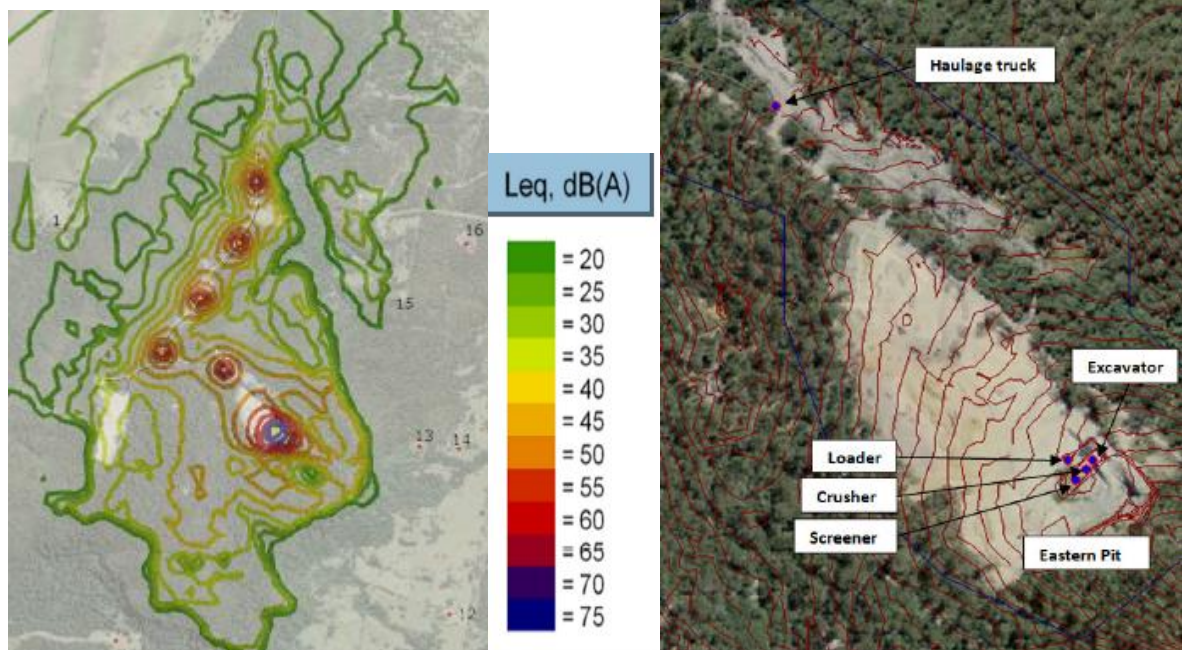 1
16
15
13
14
12
Leq, dB(A)
= 20
= 25
= 30
= 35
= 40
= 45
= 50
= 55
= 60
= 65
= 70
= 75
Haulage truck
Excavator
Loader
Crusher
Screener
Eastern Pit